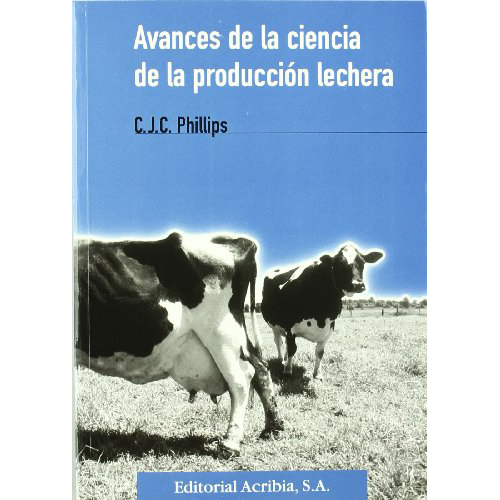 Avances de la ciencia
de la producción lechera
C.J.C. Phillips
Editorial Acribia, S.A.